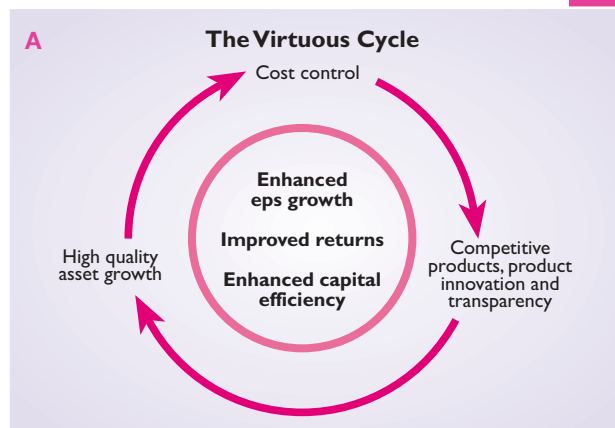 A
The Virtuous Cycle
Cost control
Enhanced
eps growth
Improved returns
Enhanced capital
efficiency
High quality
asset growth
Competitive
products, product
innovation and
transparency